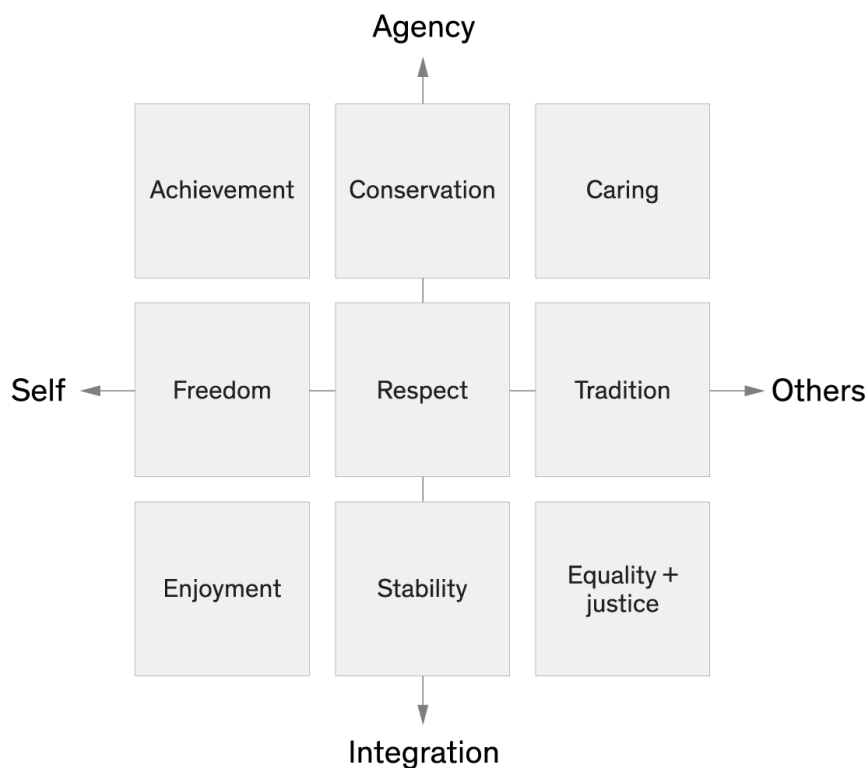 Agency
Achievement
Conservation
Caring
Self
Freedom
Respect
Tradition
Others
Enjoyment
Stability
Equality +
justice
Integration